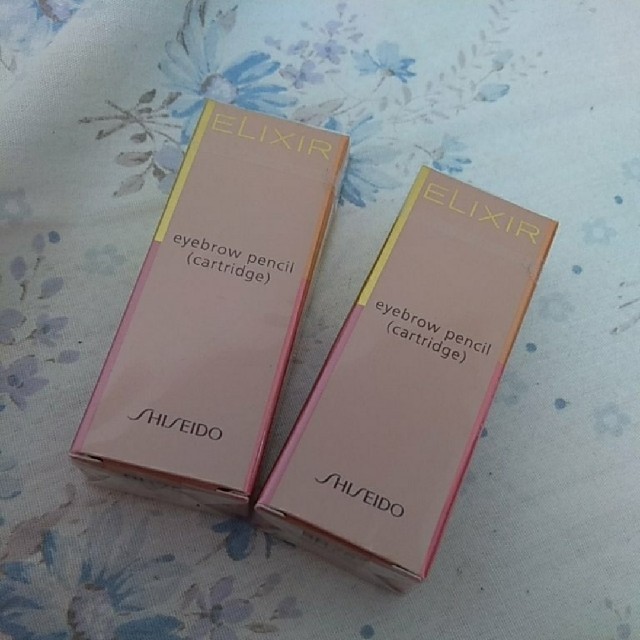 ELIXIR
eyebrow pencil
(cartridge)
SHISEIDO
ELIXIR
eyebrow pencil
(cartridge)
SHISEIDO